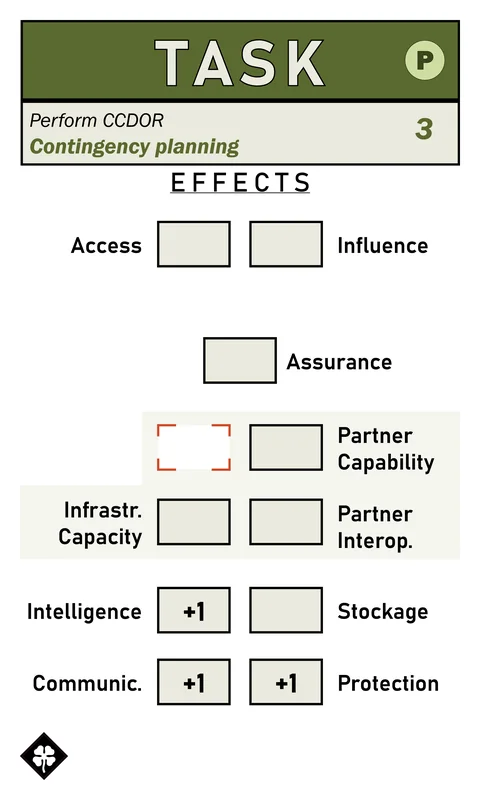 TASK
P
Perform CCDOR
3
Contingency planning
EFFECTS
Access
Influence
Assurance
Partner
Capability
Infrastr.
Capacity
Partner
Interop.
Intelligence
+1
Stockage
Communic.
+1
+1
Protection